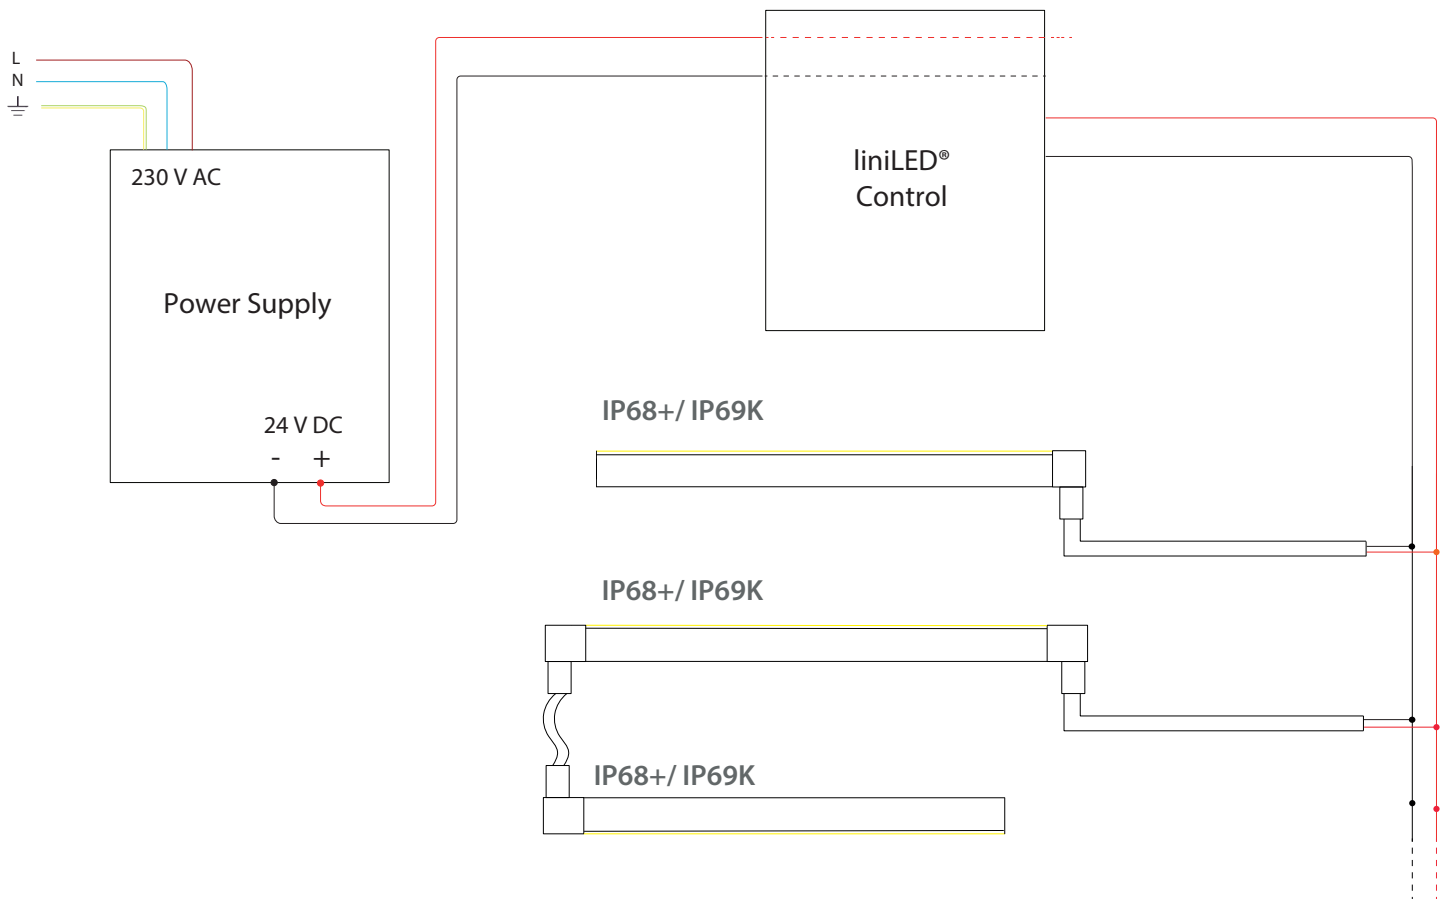 L
N
230 V AC
Power Supply
24 V DC
- +
liniLED®
Control
IP68+/ IP69K
IP68+/ IP69K
IP68+/ IP69K